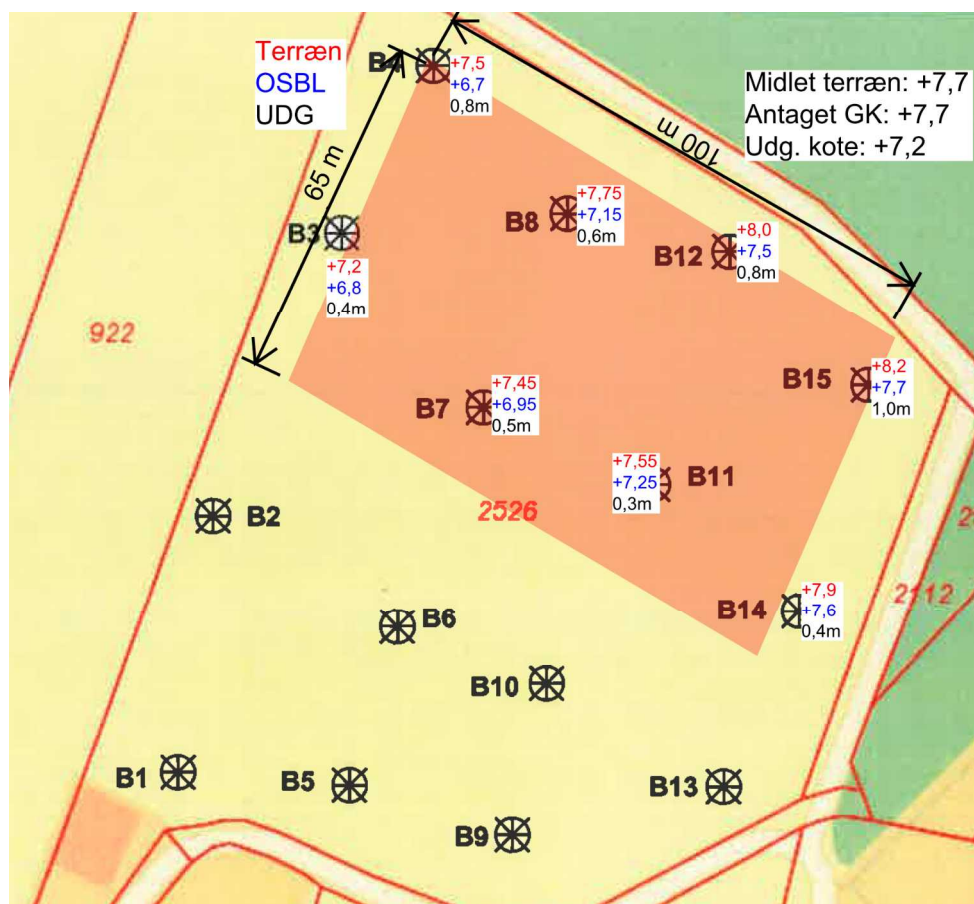 Terræn
OSBL
UDG
B4
+7,5
+6,7
0,8m
Midlet terræn: +7,7
Antaget GK: +7,7
Udg. kote: +7,2
65 m
100 m
B3
+7,2
+6,8
0,4m
B8
+7,75
+7,15
0,6m
B12
+8,0
+7,5
0,8m
922
B15
+8,2
+7,7
1,0m
B7
+7,45
+6,95
0,5m
+7,55
+7,25
0,3m
B11
B2
2526
B14
+7,9
+7,6
0,4m
2112
B6
B10
B1
B5
B13
B9